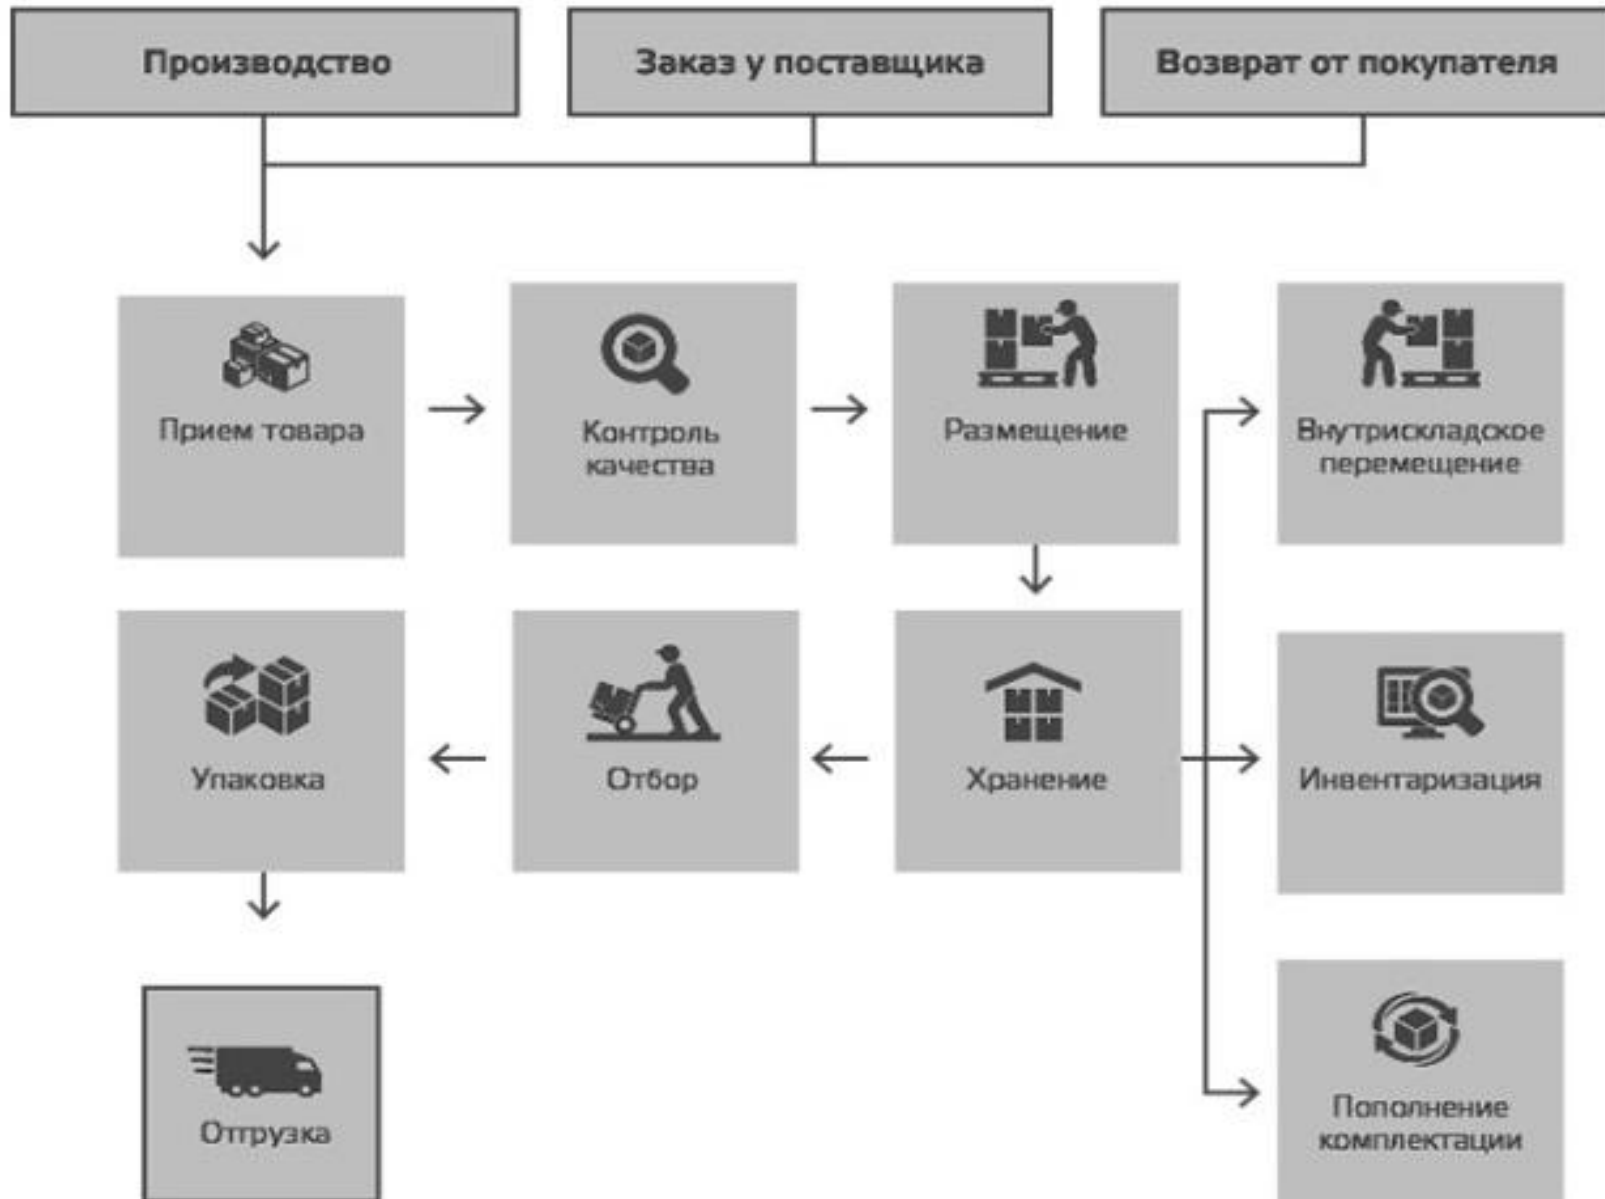 Производство
Заказ у поставщика
Возврат от покупателя
Прием товара
Контроль
качества
Размещение
Внутрискладское
перемещение
Упаковка
Отбор
Хранение
Инвентаризация
Отгрузка
Пополнение
комплектации